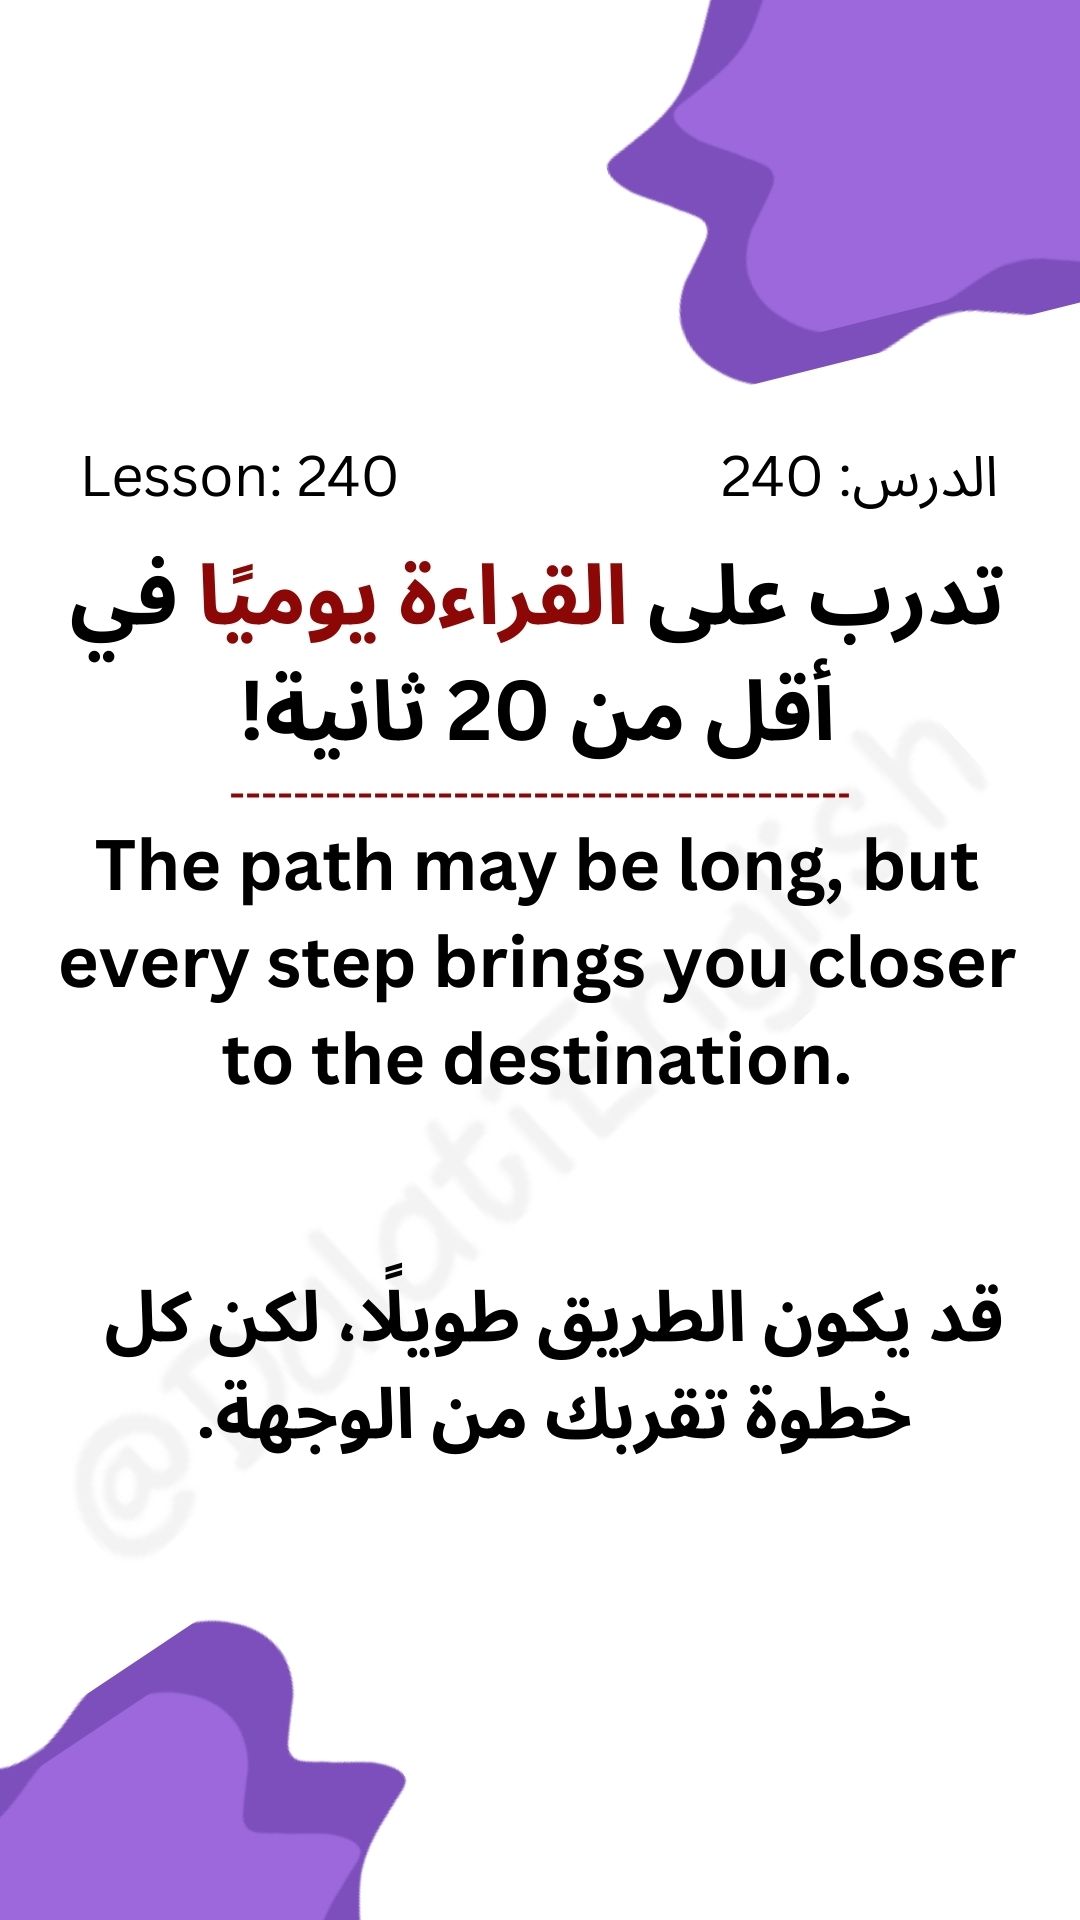 Lesson: 240
الدرس: 240
تدرب على القراءة يوميًا في
أقل من 20 ثانية!
---------------------------------------
The path may be long, but
every step brings you closer
to the destination.
قد يكون الطريق طويلًا، لكن كل
خطوة تقربك من الوجهة.
@DalatiEnglish